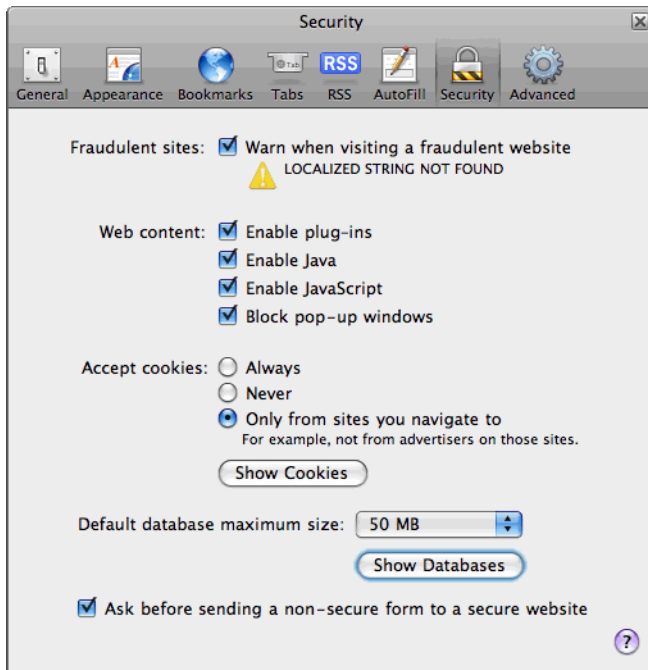 Security
General Appearance Bookmarks Tabs RSS AutoFill Security Advanced
@Tab RSS
Fraudulent sites: Warn when visiting a fraudulent website
LOCALIZED STRING NOT FOUND
Web content: Enable plug-ins
Enable Java
Enable JavaScript
Block pop-up windows
Accept cookies: Always
Never
Only from sites you navigate to
For example, not from advertisers on those sites.
Show Cookies
Default database maximum size: 50 MB
Show Databases
Ask before sending a non-secure form to a secure website
?